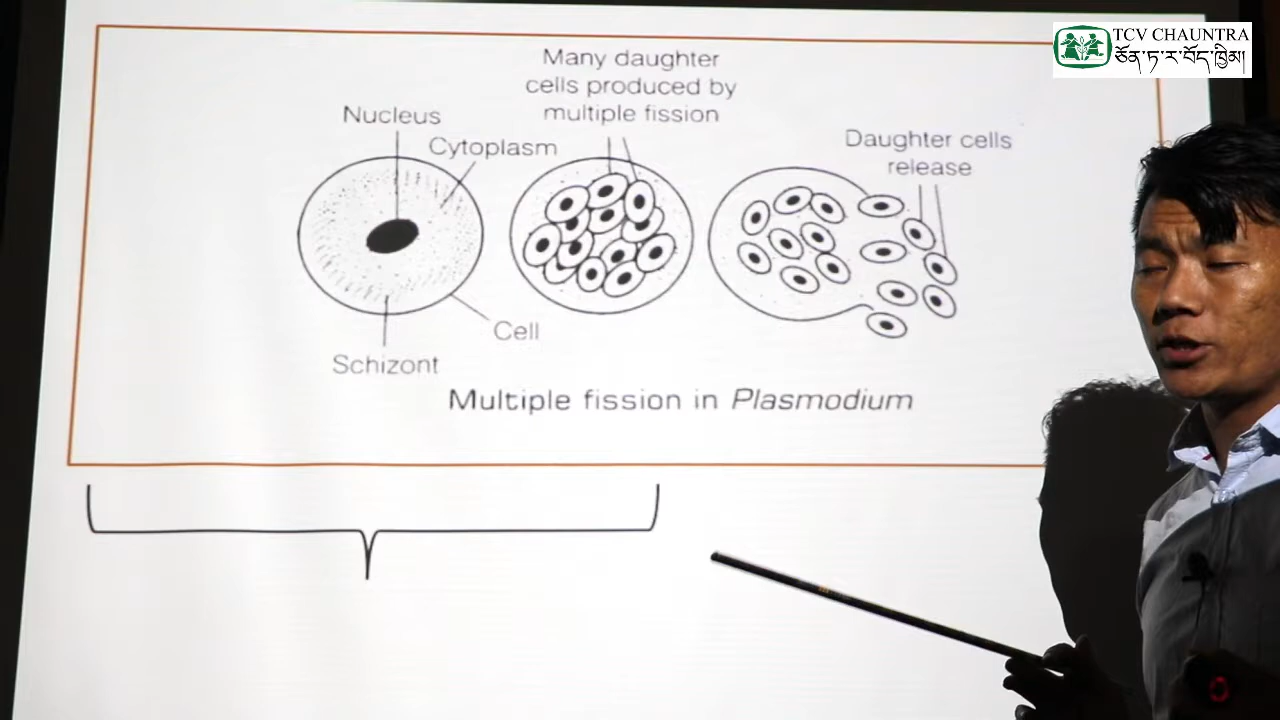 TCV CHAUNTRA
ཅོན་ཏ་ར་བོད་ཁྱིམ།
Many daughter
cells produced by
multiple fission
Nucleus
Cytoplasm
Daughter cells
release
Cell
Schizont
Multiple fission in Plasmodium